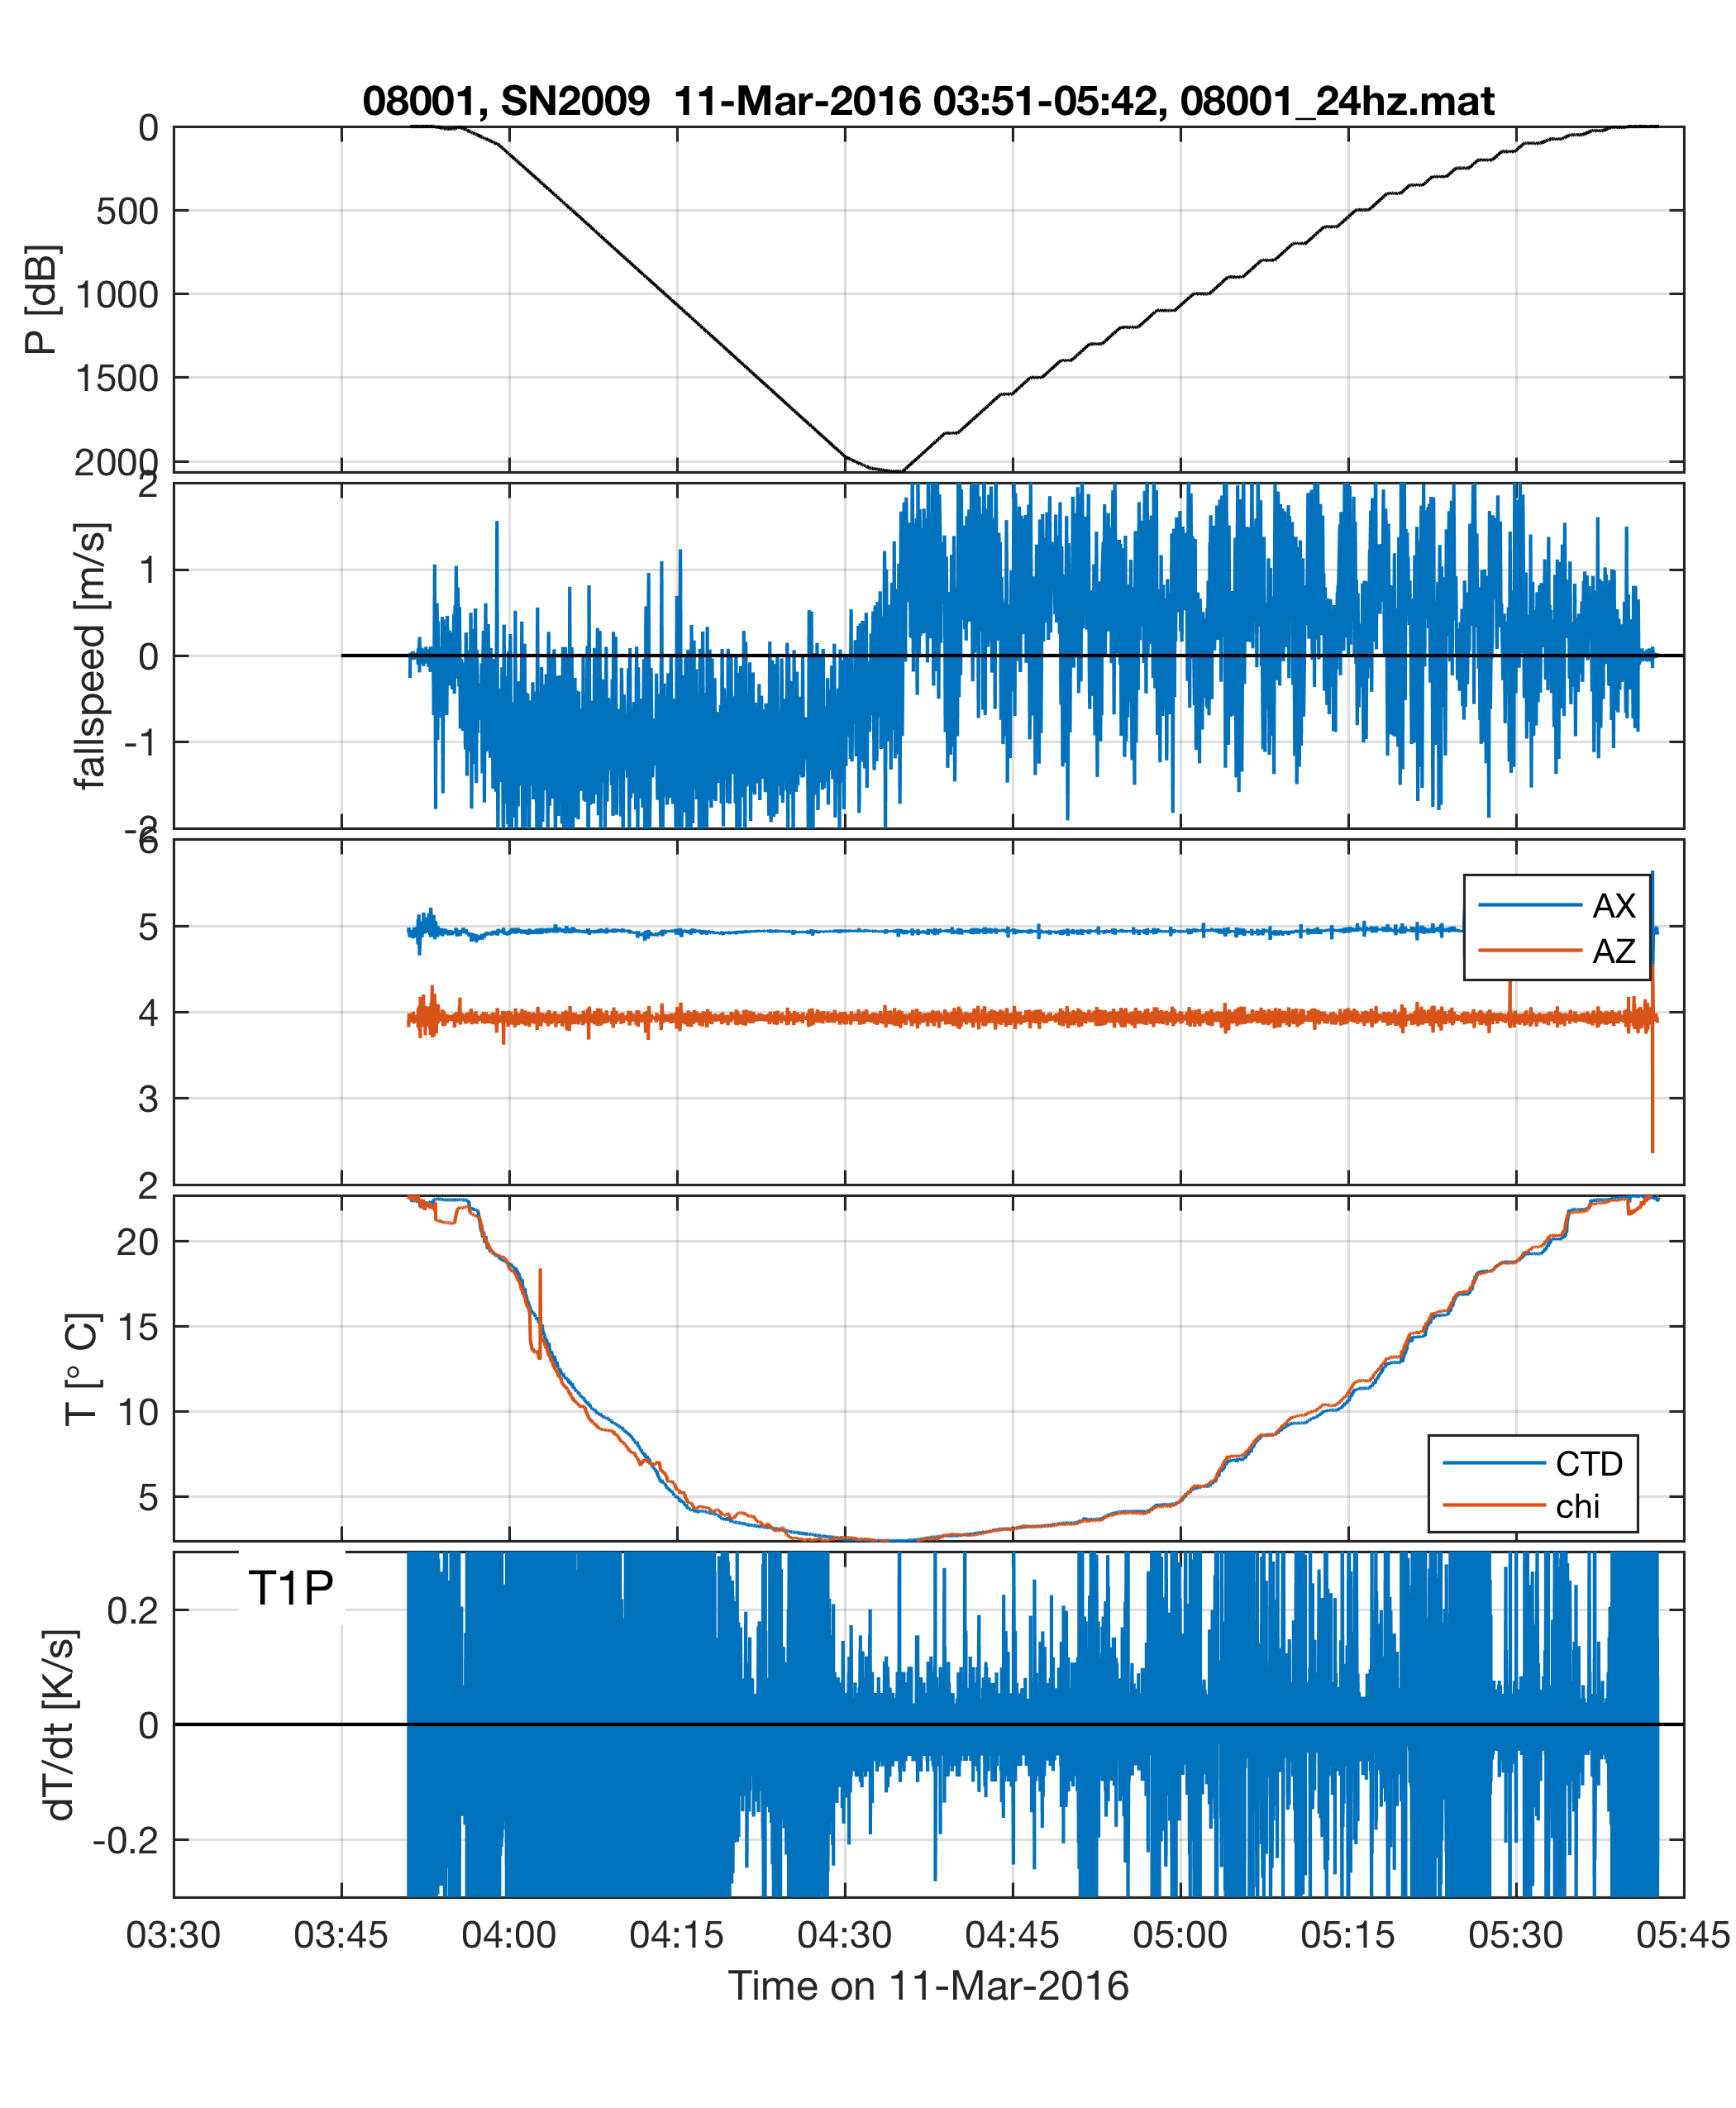 08001, SN2009  11-Mar-2016 03:51-05:42, 08001_24hz.mat
0
500
1000
1500
2000
P [dB]
2
1
0
-1
-2
fallspeed [m/s]
6
5
4
3
2
AX
AZ
20
15
10
5
T [° C]
CTD
chi
T1P
0.2
0
-0.2
dT/dt [K/s]
03:30 03:45 04:00 04:15 04:30 04:45 05:00 05:15 05:30 05:45
Time on 11-Mar-2016